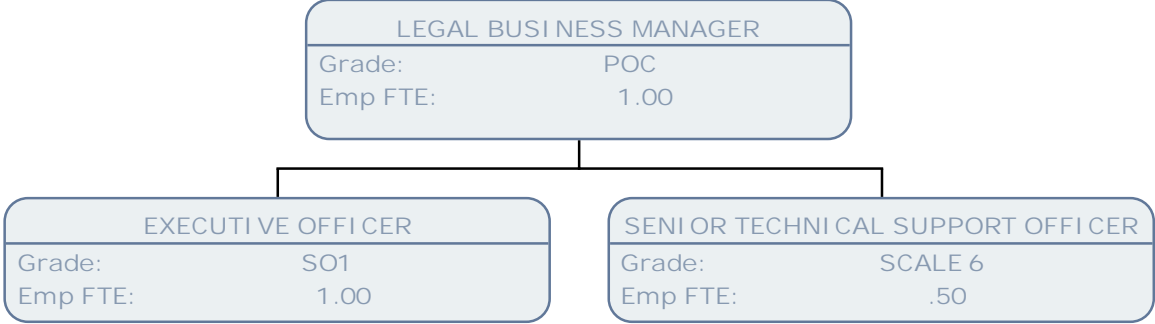 LEGAL BUSINESS MANAGER
Grade: POC
Emp FTE: 1.00
EXECUTIVE OFFICER
Grade: SO1
Emp FTE: 1.00
SENIOR TECHNICAL SUPPORT OFFICER
Grade: SCALE 6
Emp FTE: .50